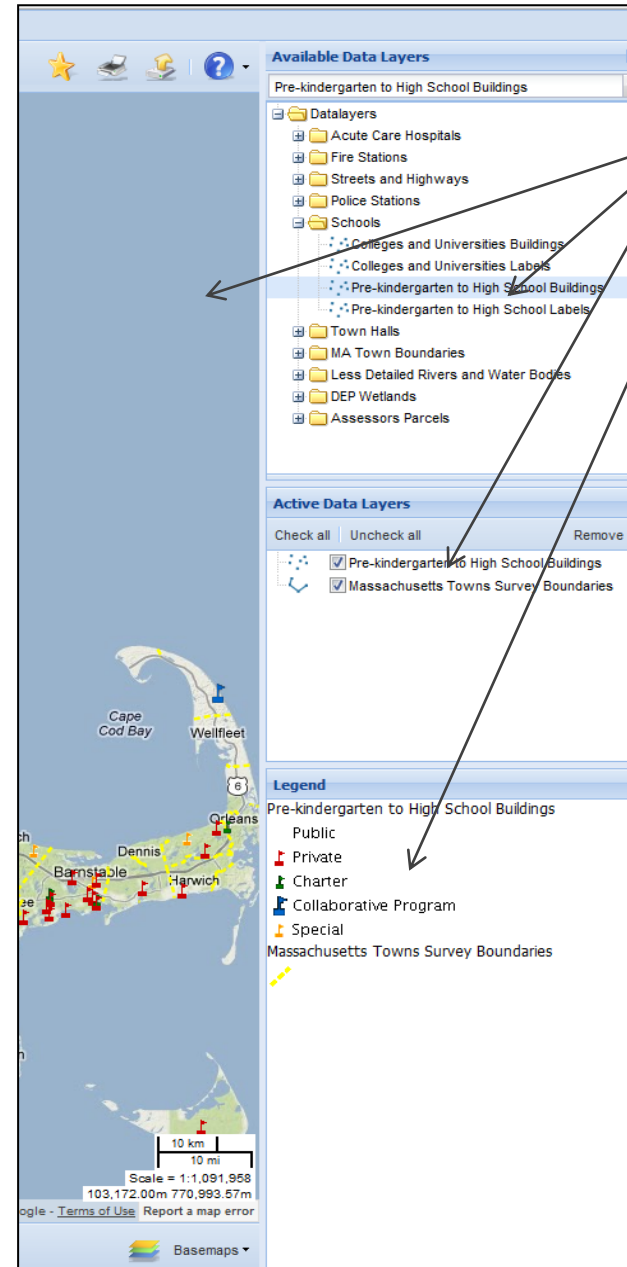 Available Data Layers
Pre-kindergarten to High School Buildings
Datalayers
Acute Care Hospitals
Fire Stations
Streets and Highways
Police Stations
Schools
Colleges and Universities Buildings
Colleges and Universities Labels
Pre-kindergarten to High School Buildings
Pre-kindergarten to High School Labels
Town Halls
MA Town Boundaries
Less Detailed Rivers and Water Bodies
DEP Wetlands
Assessors Parcels
Active Data Layers
Check all Uncheck all Remove
Pre-kindergarten to High School Buildings
Massachusetts Towns Survey Boundaries
Legend
Pre-kindergarten to High School Buildings
Public
Private
Charter
Collaborative Program
Special
Massachusetts Towns Survey Boundaries
Cape
Cod Bay
Wellfleet
6
Orleans
Dennis
Barnstable
Harwich
10 km
10 mi
Scale = 1:1,091,958
103,172.00m 770,993.57m
ogle - Terms of Use Report a map error
Basemaps